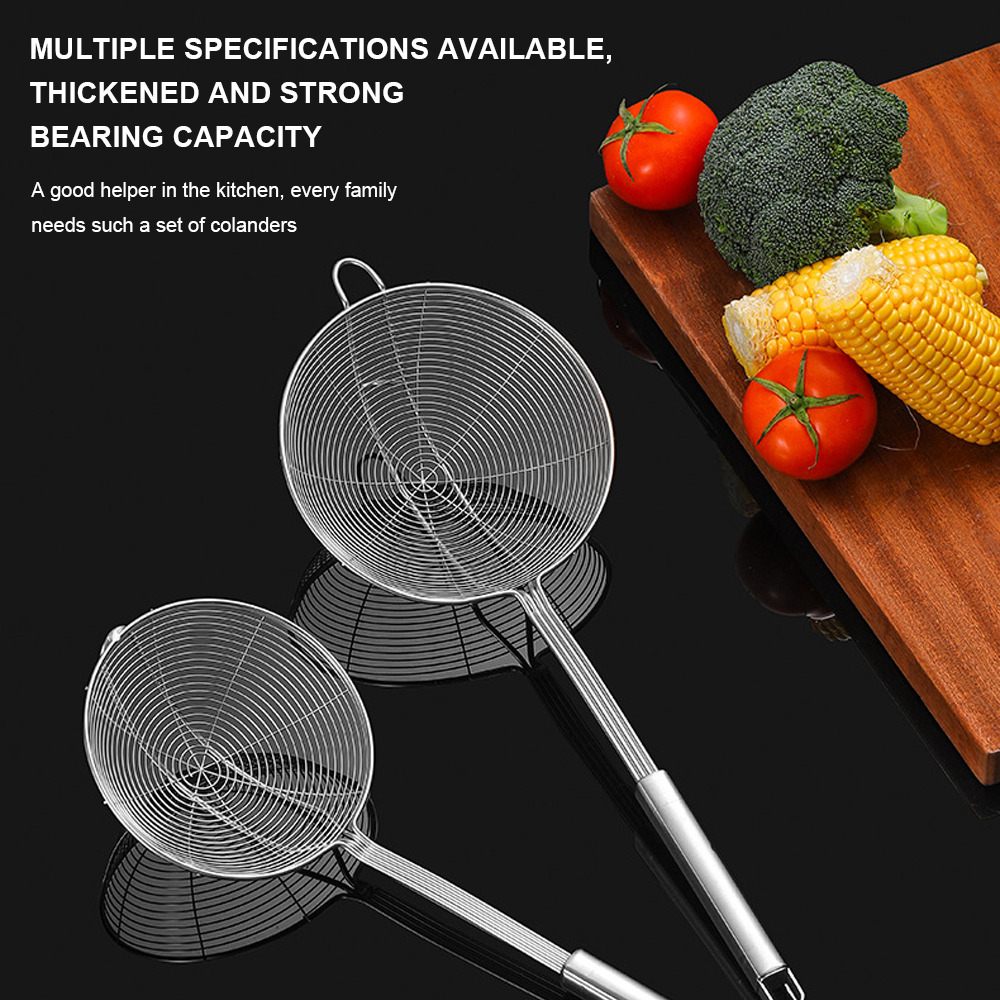 MULTIPLE SPECIFICATIONS AVAILABLE,
THICKENED AND STRONG
BEARING CAPACITY
A good helper in the kitchen, every family
needs such a set of colanders